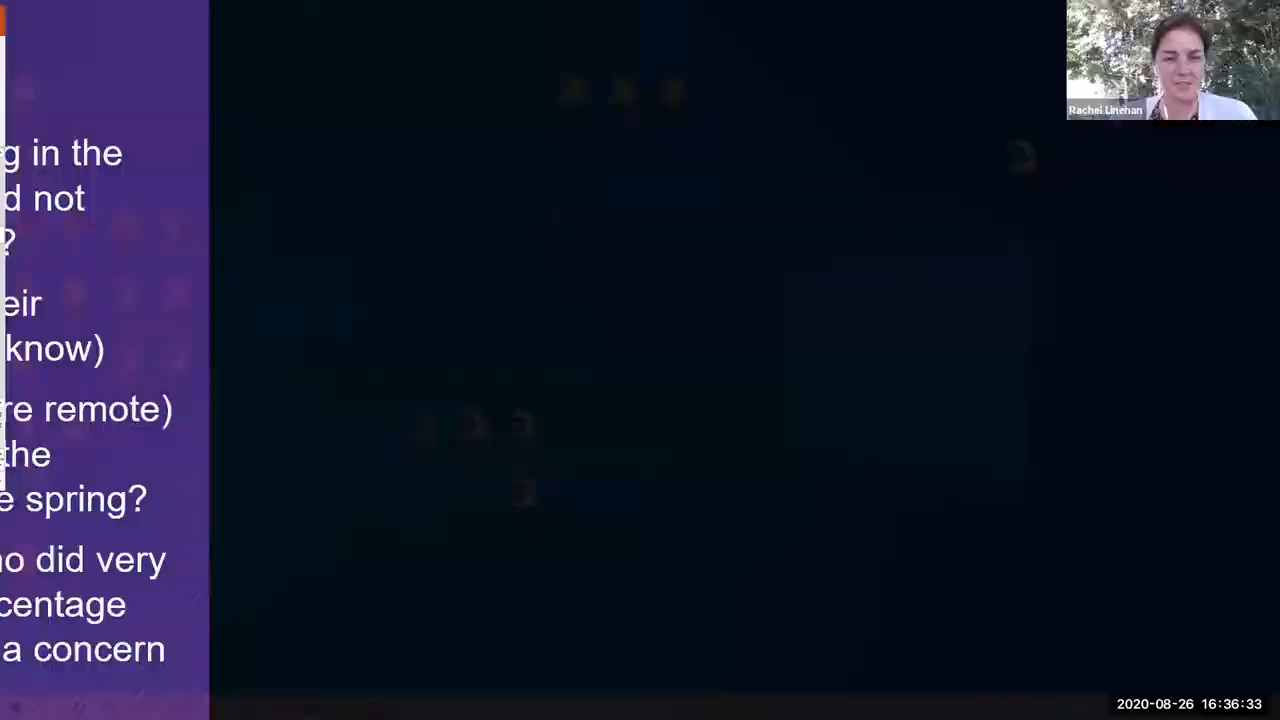 Rachel Linehan
g in the
d not
?
eir
know)
re remote)
the
e spring?
o did very
centage
a concern
2020-08-26 16:36:33